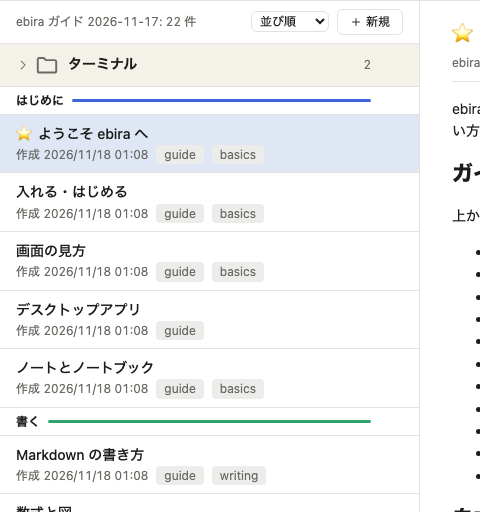 ebira ガイド 2026-11-17: 22 件
並び順
+ 新規
ターミナル 2
はじめに
⭐ ようこそ ebira へ
作成 2026/11/18 01:08 guide basics
入れる・はじめる
作成 2026/11/18 01:08 guide basics
画面の見方
作成 2026/11/18 01:08 guide basics
デスクトップアプリ
作成 2026/11/18 01:08 guide
ノートとノートブック
作成 2026/11/18 01:08 guide basics
書く
Markdown の書き方
作成 2026/11/18 01:08 guide writing
数式と図
⭐
ebira
ebira
い方
ガイ
上か